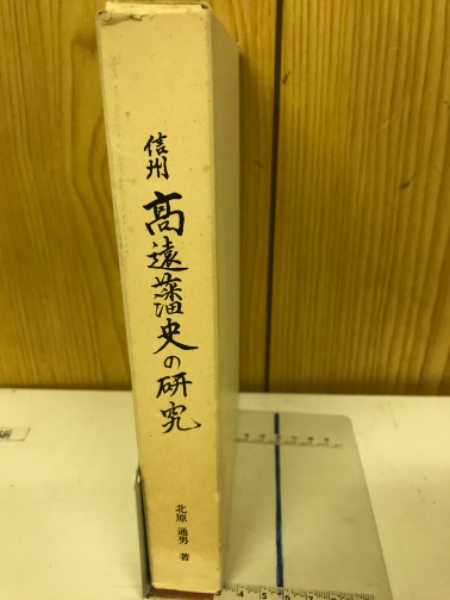 信州
高遠藩史の研究
北原通男 著